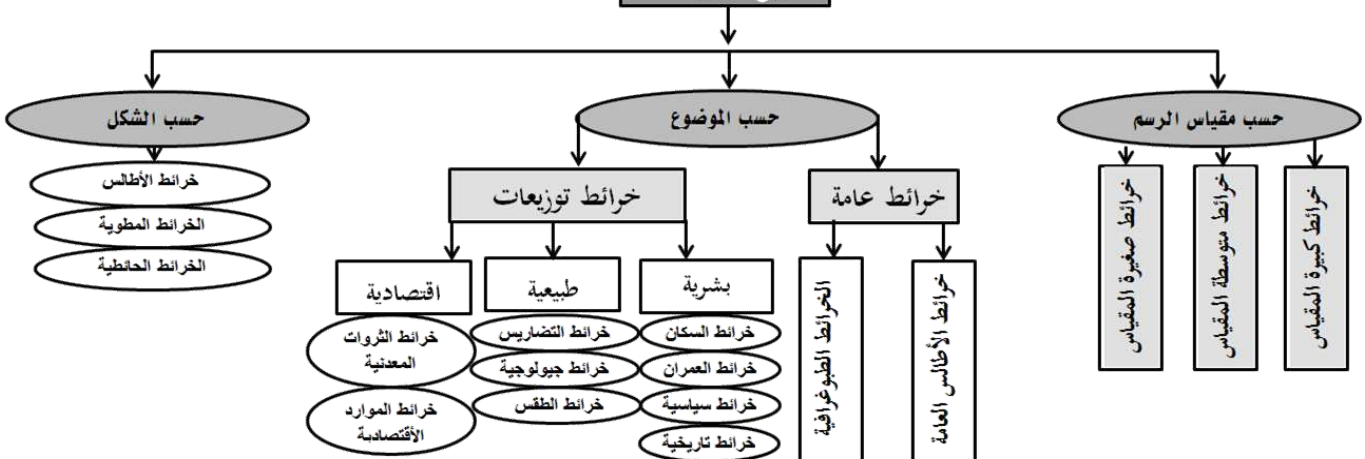 حسب مقياس الرسم
خرائط كبيرة المقياس
خرائط متوسطة المقياس
خرائط صغيرة المقياس
حسب الموضوع
خرائط عامة
خرائط الأطالس العامة
الخرائط الطبوغرافية
خرائط توزيعات
بشرية
خرائط السكان
خرائط العمران
خرائط سياسية
خرائط تاريخية
طبيعية
خرائط التضاريس
خرائط جيولوجية
خرائط الطقس
اقتصادية
خرائط الثروات
المعدنية
خرائط الموارد
الأقتصادية
حسب الشكل
خرائط الأطالس
الخرائط المطوية
الخرائط الحائطية